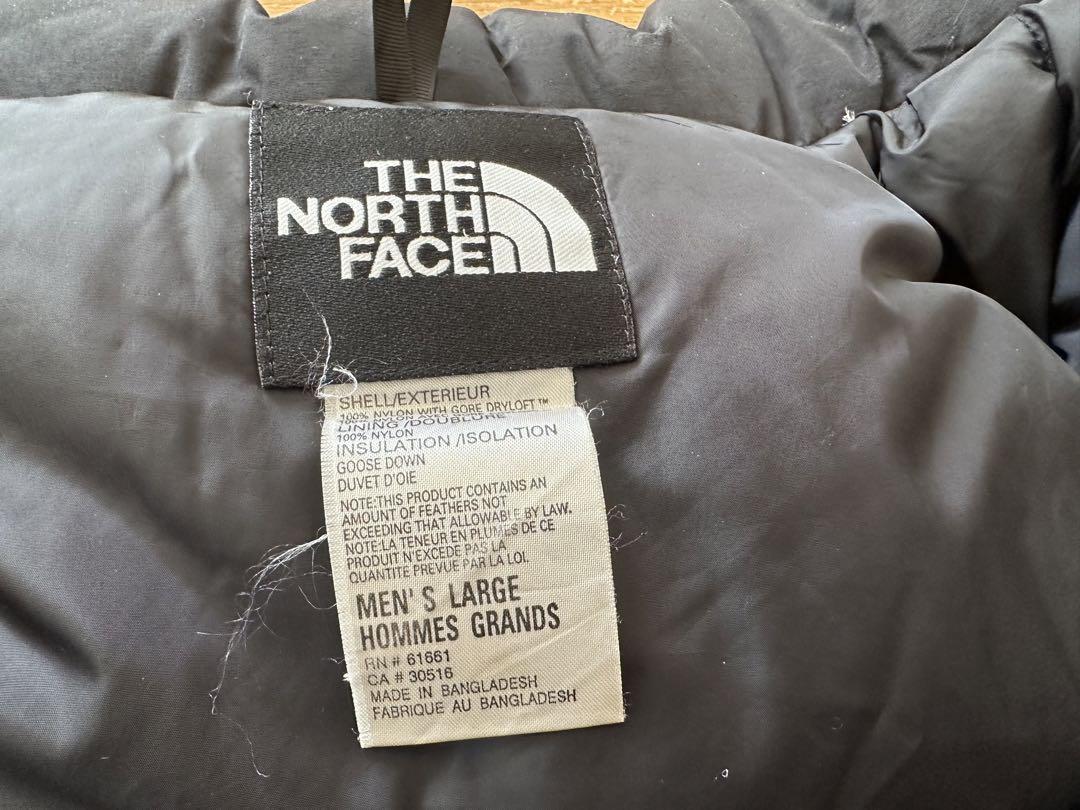 THE
NORTH
FACE
SHELL/EXTERIEUR
100% NYLON WITH GORE DRYLOFT™
LINING/DOUBLURE
100% NYLON
INSULATION /ISOLATION
GOOSE DOWN
DUVET D'OIE
NOTE:THIS PRODUCT CONTAINS AN
AMOUNT OF FEATHERS NOT
EXCEEDING THAT ALLOWABLE BY LAW.
NOTE:LA TENEUR EN PLUMES DE CE
PRODUIT N'EXCEDE PAS LA
QUANTITE PREVUE PAR LA LOI.
MEN'S LARGE
HOMMES GRANDS
RN # 61661
CA # 30516
MADE IN BANGLADESH
FABRIQUE AU BANGLADESH